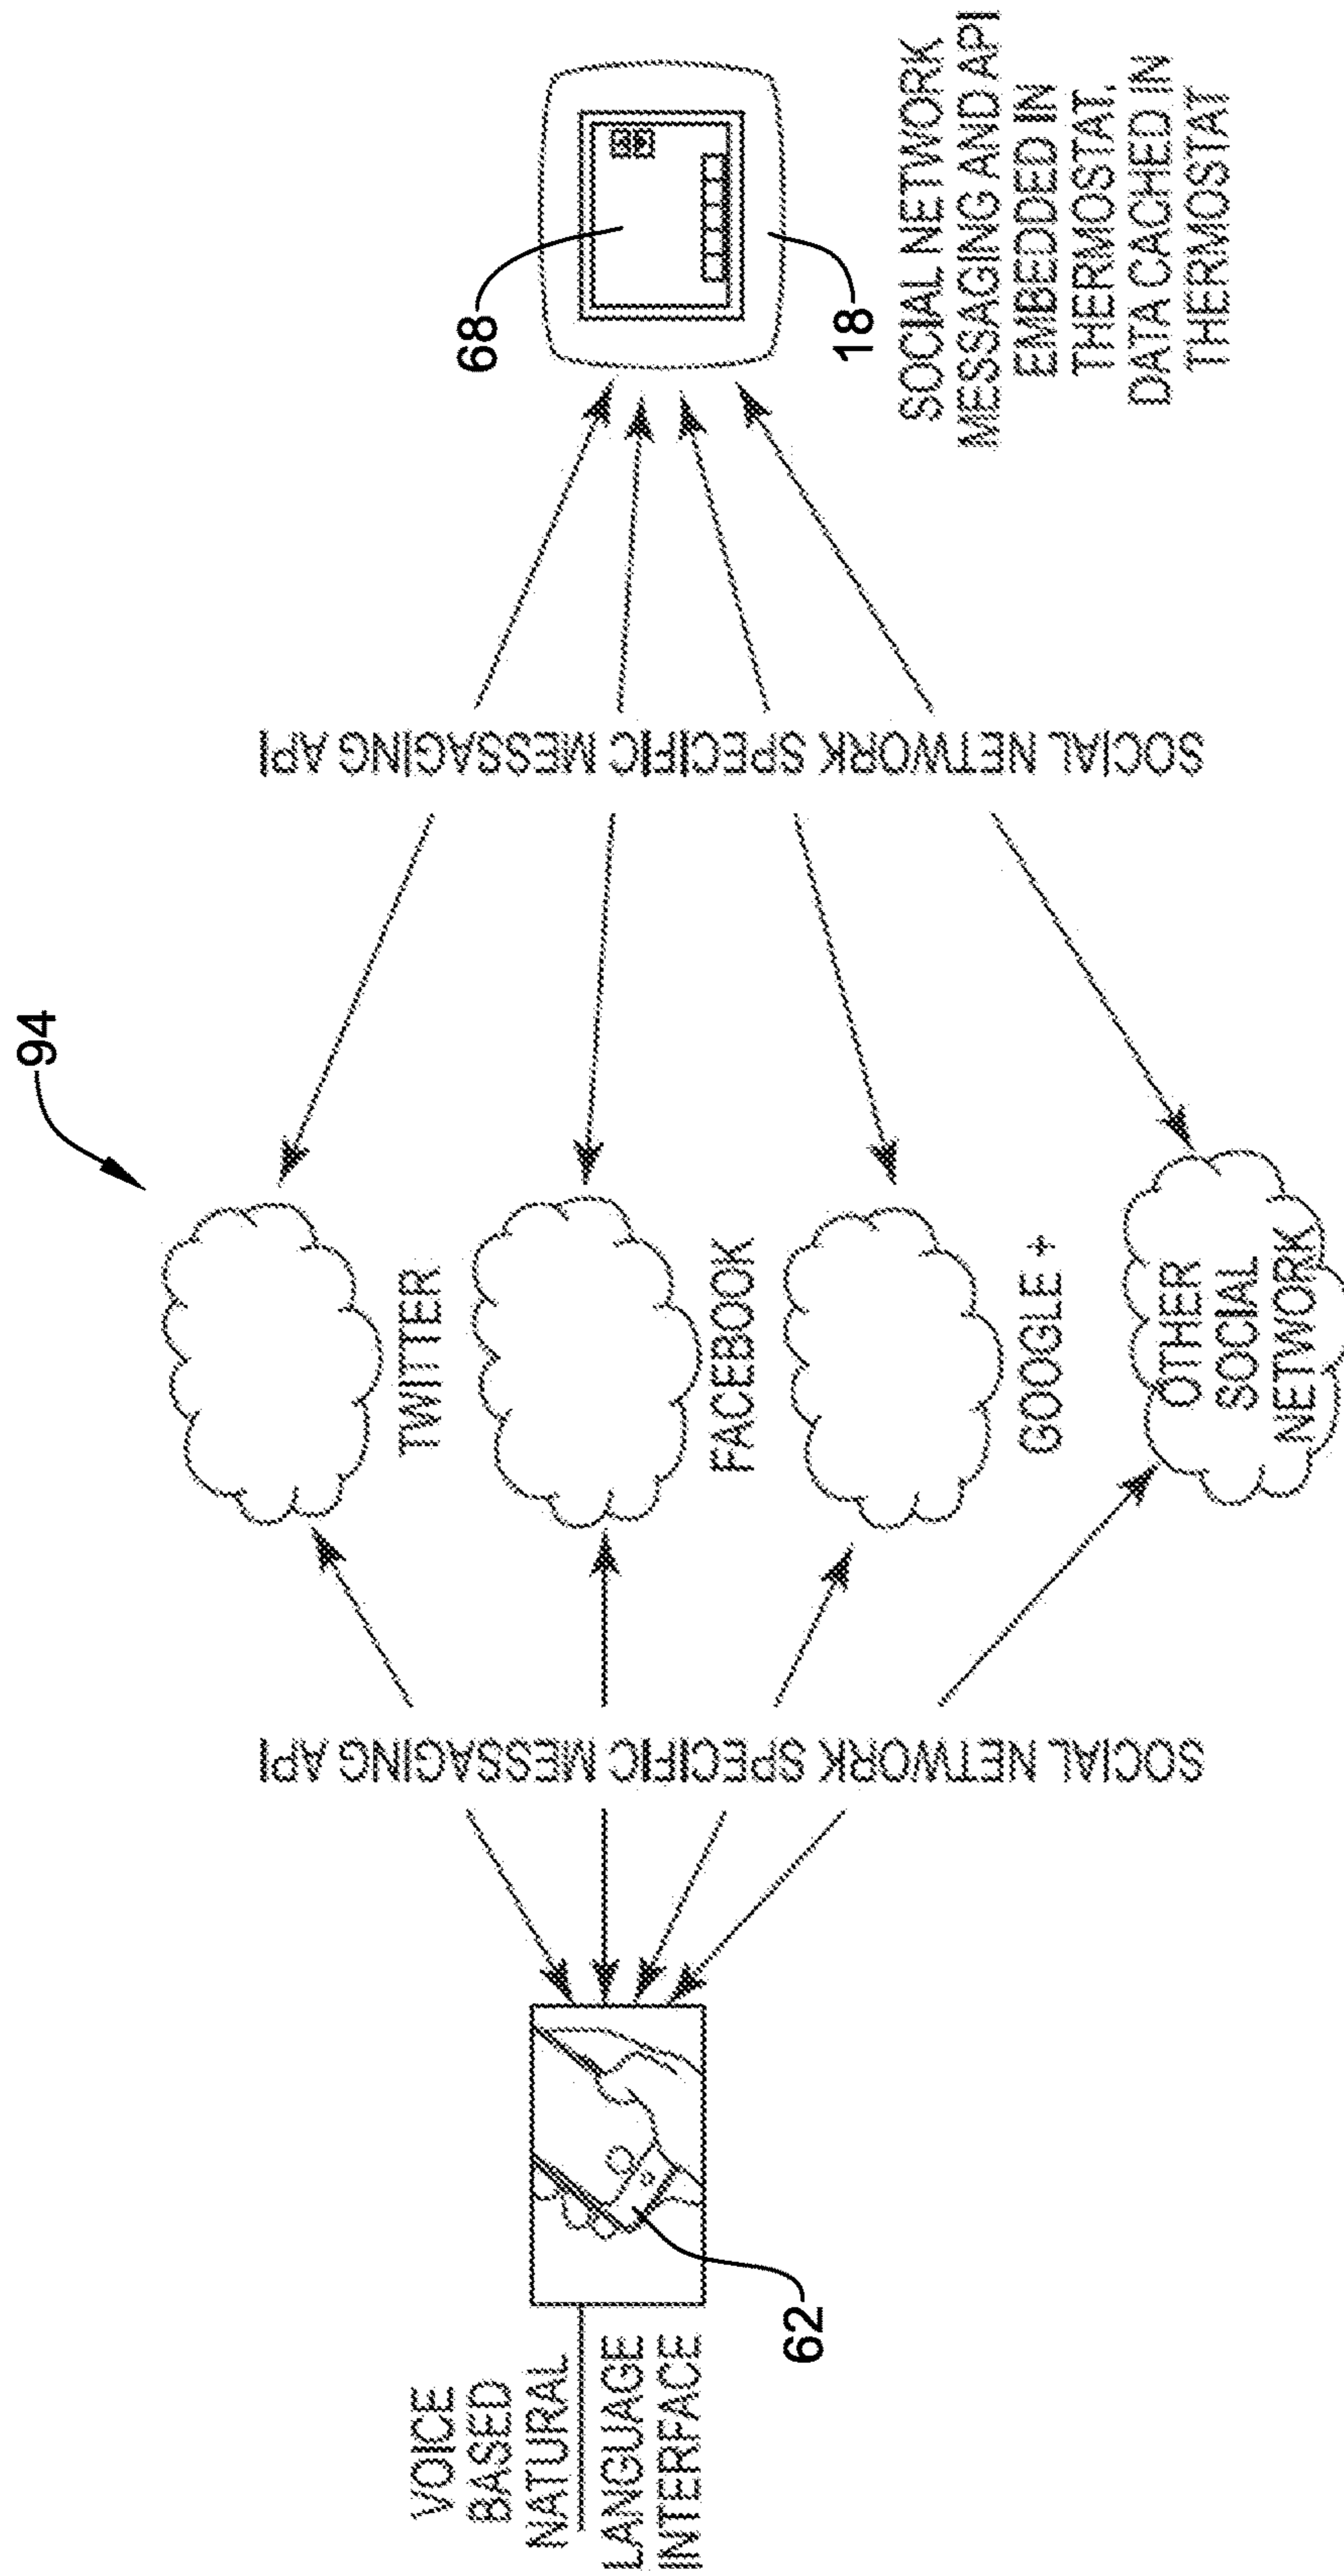 94
VOICE
BASED
NATURAL
LANGUAGE
INTERFACE
62
SOCIAL NETWORK SPECIFIC MESSAGING API
TWITTER
FACEBOOK
GOOGLE +
OTHER
SOCIAL
NETWORK
SOCIAL NETWORK SPECIFIC MESSAGING API
68
18
SOCIAL NETWORK
MESSAGING AND API
EMBEDDED IN
THERMOSTAT.
DATA CACHED IN
THERMOSTAT